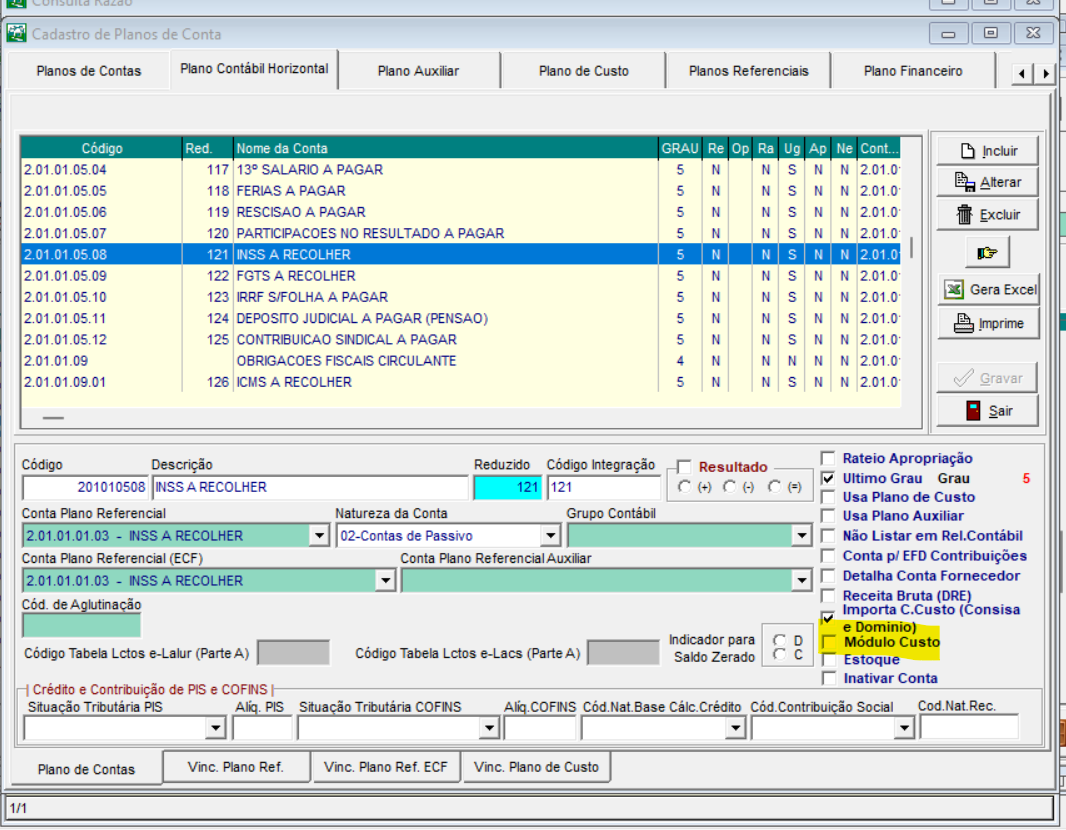 Consulta Razão
Cadastro de Planos de Conta
Planos de Contas Plano Contábil Horizontal Plano Auxiliar Plano de Custo Planos Referenciais Plano Financeiro
Código Red. Nome da Conta GRAU Re Op Ra Ug Ap Ne Cont...
2.01.01.05.04 117 13º SALARIO A PAGAR 5 N N S N N 2.01.0
2.01.01.05.05 118 FERIAS A PAGAR 5 N N S N N 2.01.0
2.01.01.05.06 119 RESCISAO A PAGAR 5 N N S N N 2.01.0
2.01.01.05.07 120 PARTICIPACOES NO RESULTADO A PAGAR 5 N N S N N 2.01.0
2.01.01.05.08 121 INSS A RECOLHER 5 N N S N N 2.01.0
2.01.01.05.09 122 FGTS A RECOLHER 5 N N S N N 2.01.0
2.01.01.05.10 123 IRRF S/FOLHA A PAGAR 5 N N S N N 2.01.0
2.01.01.05.11 124 DEPOSITO JUDICIAL A PAGAR (PENSAO) 5 N N S N N 2.01.0
2.01.01.05.12 125 CONTRIBUICAO SINDICAL A PAGAR 5 N N S N N 2.01.0
2.01.01.09 OBRIGACOES FISCAIS CIRCULANTE 4 N N N N N 2.01.0
2.01.01.09.01 126 ICMS A RECOLHER 5 N N S N N 2.01.0
Incluir
Alterar
Excluir
Gera Excel
Imprime
Gravar
Sair
Código Descrição Reduzido Código Integração
201010508 INSS A RECOLHER 121 121
Resultado
(+) (-) (=)
Conta Plano Referencial Natureza da Conta Grupo Contábil
2.01.01.01.03 - INSS A RECOLHER 02-Contas de Passivo
Conta Plano Referencial (ECF) Conta Plano Referencial Auxiliar
2.01.01.01.03 - INSS A RECOLHER
Cód. de Aglutinação
Código Tabela Lctos e-Lalur (Parte A) Código Tabela Lctos e-Lacs (Parte A)
Indicador para D
Saldo Zerado C
Rateio Apropriação
Ultimo Grau Grau 5
Usa Plano de Custo
Usa Plano Auxiliar
Não Listar em Rel.Contábil
Conta p/ EFD Contribuições
Detalha Conta Fornecedor
Receita Bruta (DRE)
Importa C.Custo (Consisa
e Dominio)
Módulo Custo
Estoque
Inativar Conta
| Crédito e Contribuição de PIS e COFINS |
Situação Tributária PIS Alíq. PIS Situação Tributária COFINS Alíq.COFINS Cód.Nat.Base Cálc.Crédito Cód.Contribuição Social Cod.Nat.Rec.
Plano de Contas Vinc. Plano Ref. Vinc. Plano Ref. ECF Vinc. Plano de Custo
1/1